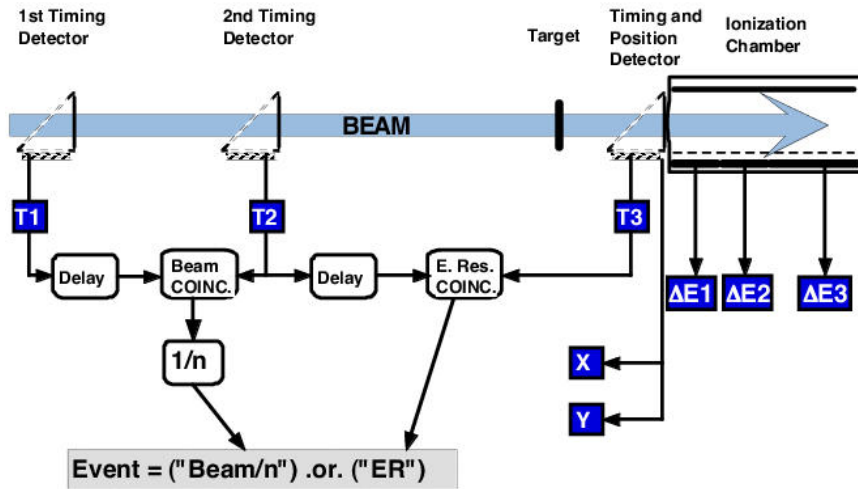 1st Timing
Detector
2nd Timing
Detector
Target
Timing and
Position
Detector
Ionization
Chamber
BEAM
T1
T2
T3
Delay
Beam
COINC.
Delay
E. Res.
COINC.
ΔE1
ΔE2
ΔE3
1/n
X
Y
Event = ("Beam/n") .or. ("ER")